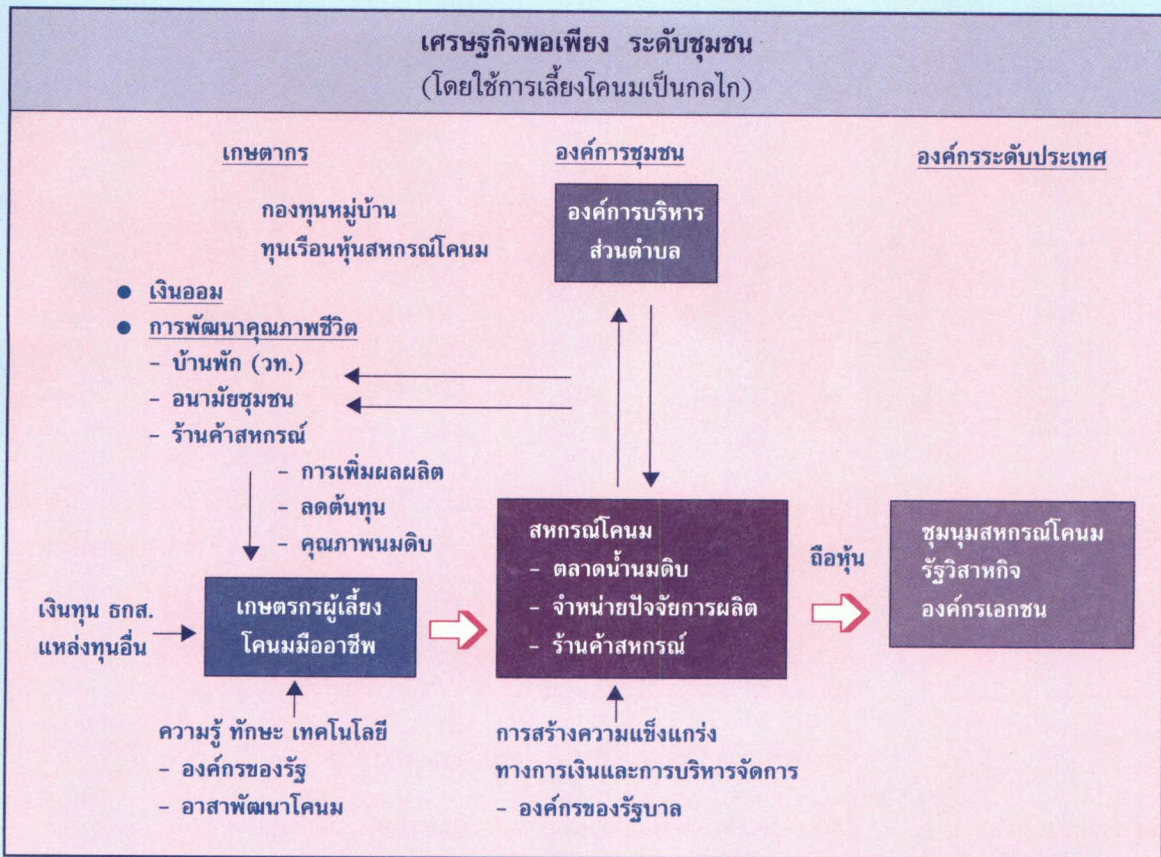 เศรษฐกิจพอเพียง ระดับชุมชน
(โดยใช้การเลี้ยงโคนมเป็นกลไก)
เกษตากร
องค์การชุมชน
องค์กรระดับประเทศ
กองทุนหมู่บ้าน
ทุนเรือนหุ้นสหกรณ์โคนม
องค์การบริหาร
ส่วนตำบล
● เงินออม
● การพัฒนาคุณภาพชีวิต
- บ้านพัก (วท.)
- อนามัยชุมชน
- ร้านค้าสหกรณ์
- การเพิ่มผลผลิต
- ลดต้นทุน
- คุณภาพนมดิบ
เงินทุน ธกส.
แหล่งทุนอื่น
เกษตรกรผู้เลี้ยง
โคนมมืออาชีพ
สหกรณ์โคนม
- ตลาดน้ำนมดิบ
- จำหน่ายปัจจัยการผลิต
- ร้านค้าสหกรณ์
ถือหุ้น
ชุมนุมสหกรณ์โคนม
รัฐวิสาหกิจ
องค์กรเอกชน
ความรู้ ทักษะ เทคโนโลยี
- องค์กรของรัฐ
- อาสาพัฒนาโคนม
การสร้างความแข็งแกร่ง
ทางการเงินและการบริหารจัดการ
- องค์กรของรัฐบาล